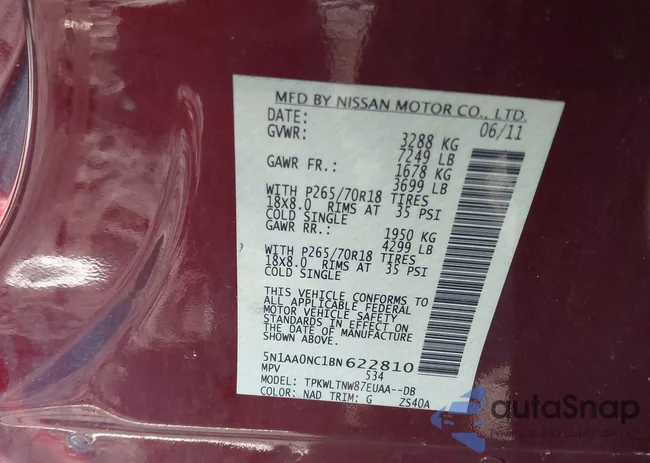 MFD BY NISSAN MOTOR CO., LTD.
DATE: 06/11
GVWR: 3288 KG
7249 LB
GAWR FR.: 1678 KG
3699 LB
WITH P265/70R18 TIRES
18X8.0 RIMS AT 35 PSI
COLD SINGLE
GAWR RR.: 1950 KG
4299 LB
WITH P265/70R18 TIRES
18X8.0 RIMS AT 35 PSI
COLD SINGLE
THIS VEHICLE CONFORMS TO
ALL APPLICABLE FEDERAL
MOTOR VEHICLE SAFETY
STANDARDS IN EFFECT ON
THE DATE OF MANUFACTURE
SHOWN ABOVE.
5N1AA0NC1BN622810
MPV 534
MODEL: TPKWLTNW87EUAA--DB
COLOR: NAD TRIM: G ZS40A
autaSnap